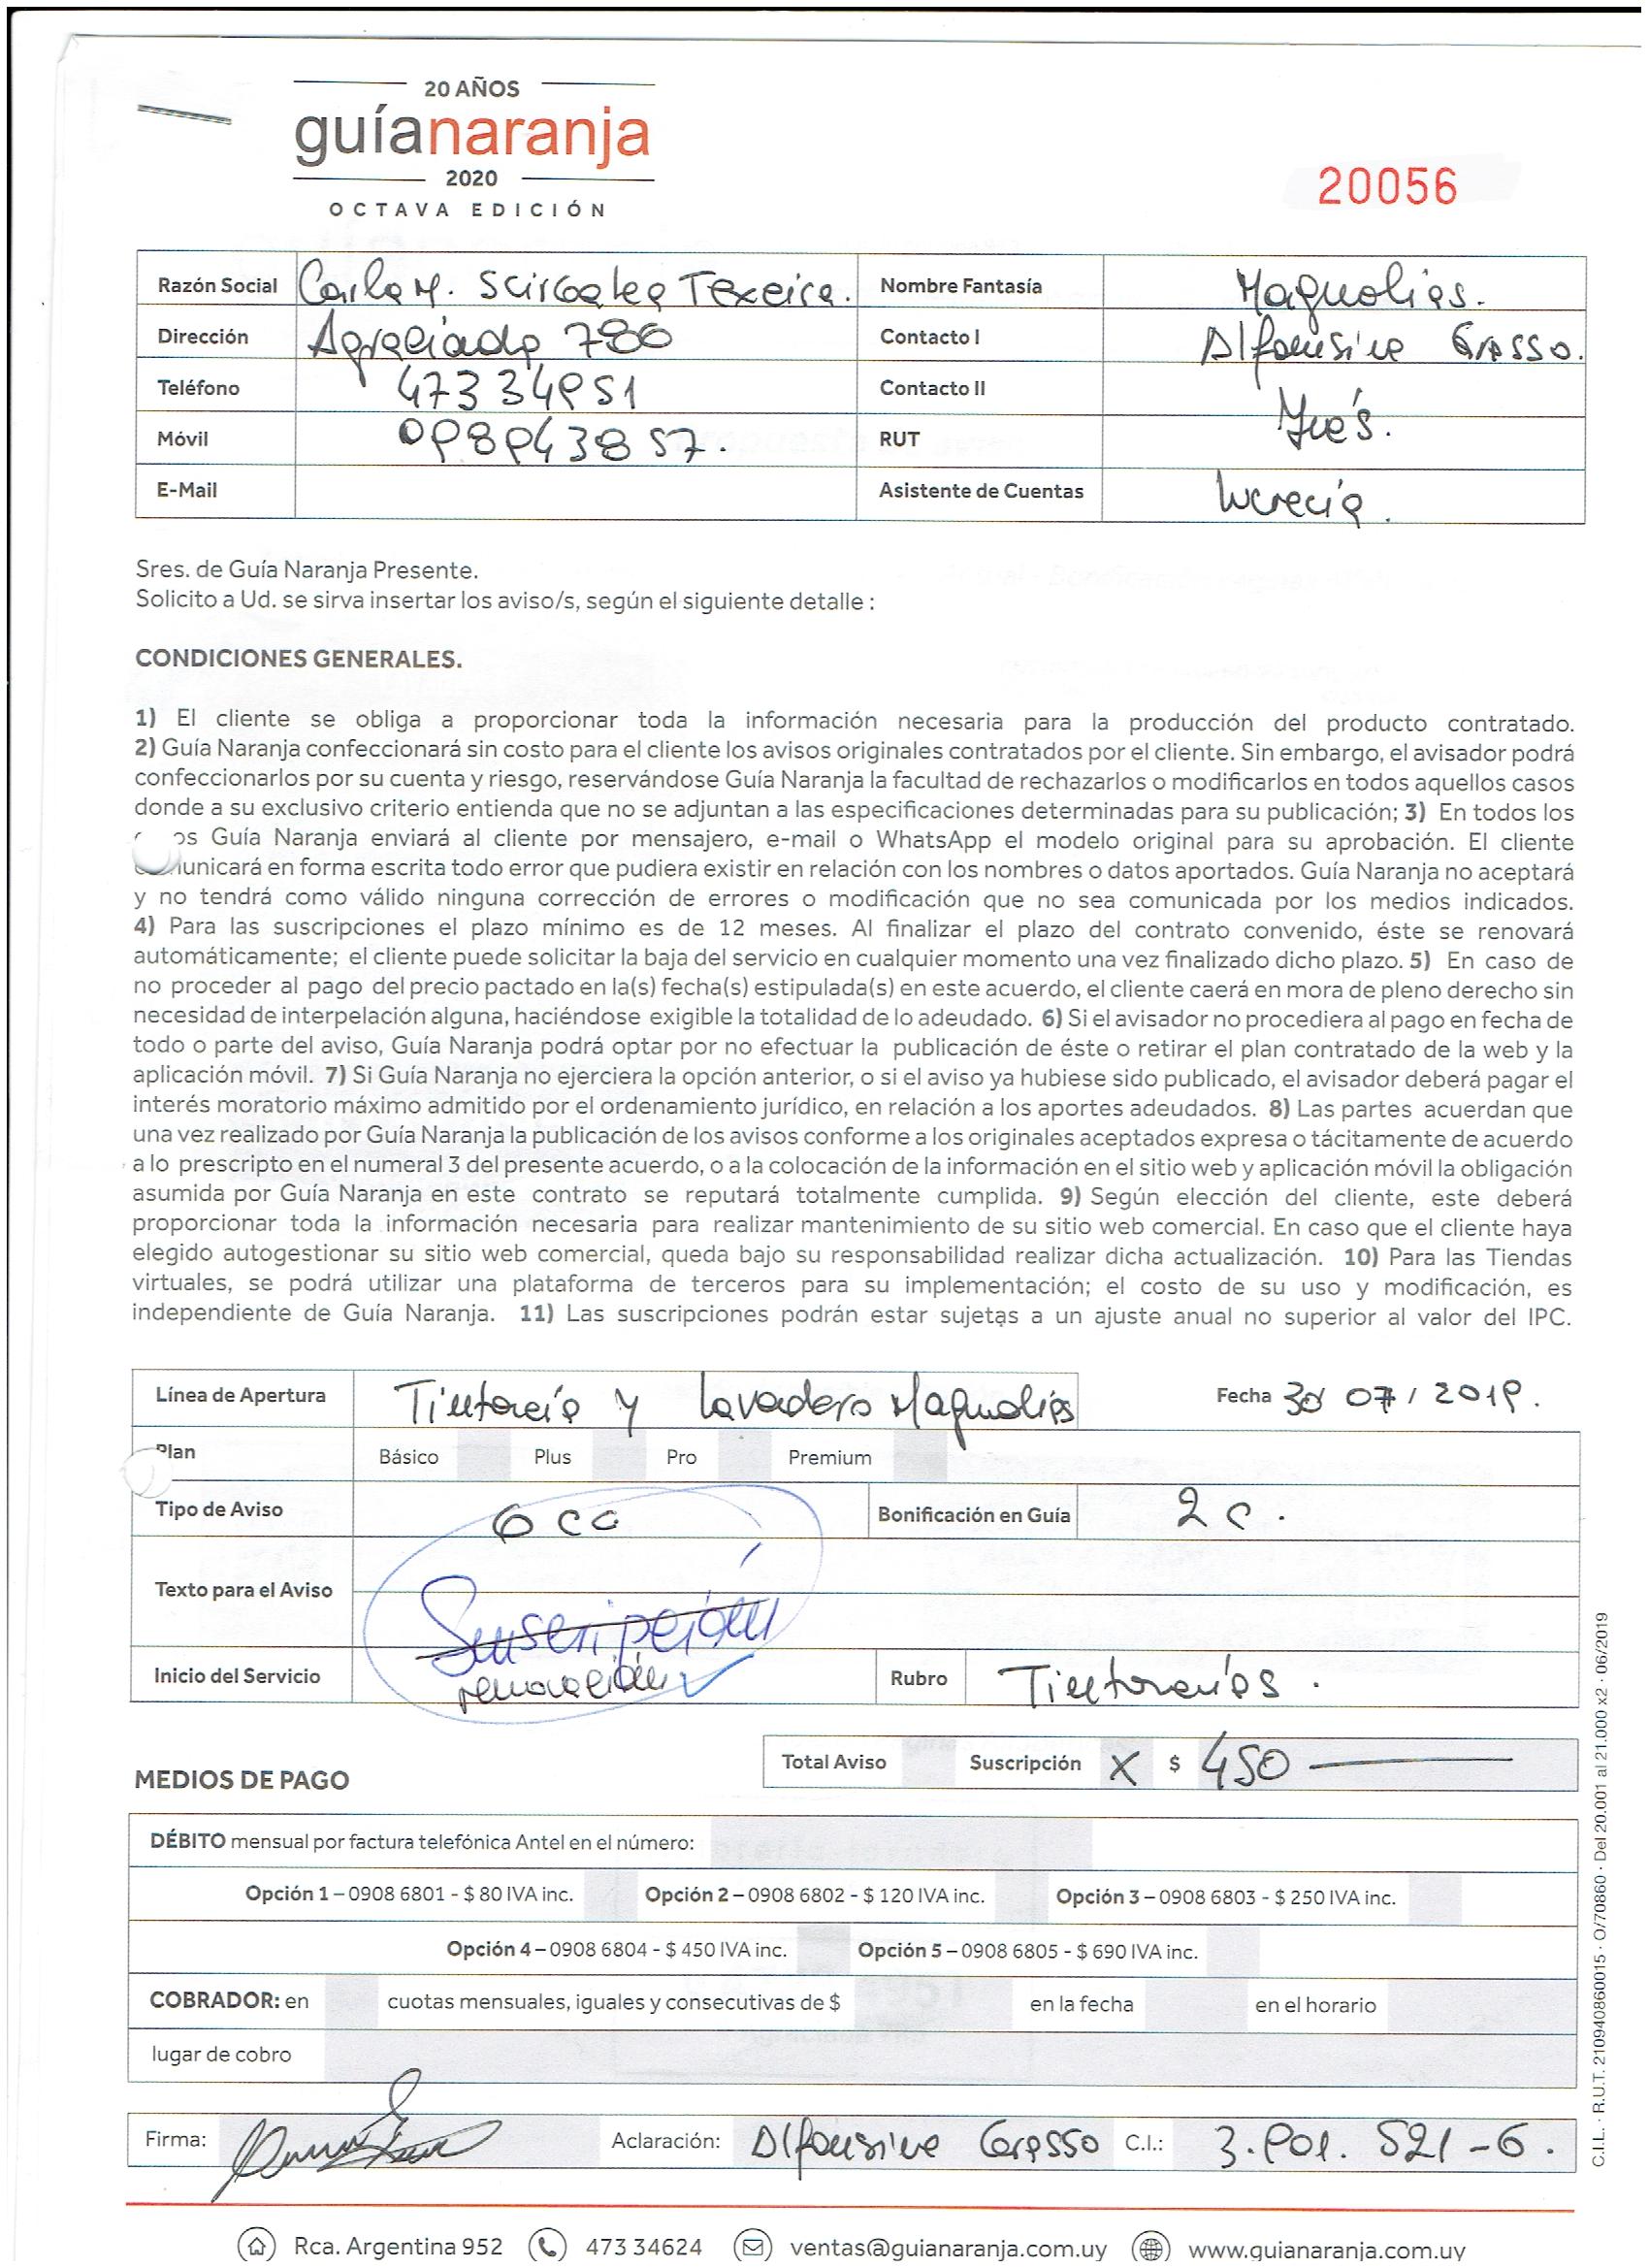 20 AÑOS
guíanaranja
2020
OCTAVA EDICIÓN
20056
Razón Social Carla M. Texeira. Nombre Fantasía Magnolias.
Dirección Agraciada 780 Contacto I Alfonsina Grasso.
Teléfono 473 34951 Contacto II Inés.
Móvil 098943857. RUT
E-Mail Asistente de Cuentas Lucrecia.
Sres. de Guía Naranja Presente.
Solicito a Ud. se sirva insertar los aviso/s, según el siguiente detalle :
CONDICIONES GENERALES.
1) El cliente se obliga a proporcionar toda la información necesaria para la producción del producto contratado.
2) Guía Naranja confeccionará sin costo para el cliente los avisos originales contratados por el cliente. Sin embargo, el avisador podrá
confeccionarlos por su cuenta y riesgo, reservándose Guía Naranja la facultad de rechazarlos o modificarlos en todos aquellos casos
donde a su exclusivo criterio entienda que no se adjuntan a las especificaciones determinadas para su publicación; 3) En todos los
os Guía Naranja enviará al cliente por mensajero, e-mail o WhatsApp el modelo original para su aprobación. El cliente
unicará en forma escrita todo error que pudiera existir en relación con los nombres o datos aportados. Guía Naranja no aceptará
y no tendrá como válido ninguna corrección de errores o modificación que no sea comunicada por los medios indicados.
4) Para las suscripciones el plazo mínimo es de 12 meses. Al finalizar el plazo del contrato convenido, éste se renovará
automáticamente; el cliente puede solicitar la baja del servicio en cualquier momento una vez finalizado dicho plazo. 5) En caso de
no proceder al pago del precio pactado en la(s) fecha(s) estipulada(s) en este acuerdo, el cliente caerá en mora de pleno derecho sin
necesidad de interpelación alguna, haciéndose exigible la totalidad de lo adeudado. 6) Si el avisador no procediera al pago en fecha de
todo o parte del aviso, Guía Naranja podrá optar por no efectuar la publicación de éste o retirar el plan contratado de la web y la
aplicación móvil. 7) Si Guía Naranja no ejerciera la opción anterior, o si el aviso ya hubiese sido publicado, el avisador deberá pagar el
interés moratorio máximo admitido por el ordenamiento jurídico, en relación a los aportes adeudados. 8) Las partes acuerdan que
una vez realizado por Guía Naranja la publicación de los avisos conforme a los originales aceptados expresa o tácitamente de acuerdo
a lo prescripto en el numeral 3 del presente acuerdo, o a la colocación de la información en el sitio web y aplicación móvil la obligación
asumida por Guía Naranja en este contrato se reputará totalmente cumplida. 9) Según elección del cliente, este deberá
proporcionar toda la información necesaria para realizar mantenimiento de su sitio web comercial. En caso que el cliente haya
elegido autogestionar su sitio web comercial, queda bajo su responsabilidad realizar dicha actualización. 10) Para las Tiendas
virtuales, se podrá utilizar una plataforma de terceros para su implementación; el costo de su uso y modificación, es
independiente de Guía Naranja. 11) Las suscripciones podrán estar sujetas a un ajuste anual no superior al valor del IPC.
Línea de Apertura Tintorería y Lavadero Magnolias Fecha 30 07/2019.
Plan Básico Plus Pro Premium
Tipo de Aviso 6 cc Bonificación en Guía 2 c.
Texto para el Aviso Suscripción
Inicio del Servicio renovación ✓ Rubro Tintorerías.
Total Aviso Suscripción X $ 450
MEDIOS DE PAGO
DÉBITO mensual por factura telefónica Antel en el número:
Opción 1 – 0908 6801 - $ 80 IVA inc. Opción 2 – 0908 6802 - $ 120 IVA inc. Opción 3 – 0908 6803 - $ 250 IVA inc.
Opción 4 – 0908 6804 - $ 450 IVA inc. Opción 5 – 0908 6805 - $ 690 IVA inc.
COBRADOR: en cuotas mensuales, iguales y consecutivas de $ en la fecha en el horario
lugar de cobro
Firma: Aclaración: Alfonsina Grasso C.I.: 3.901.521-6.
Rca. Argentina 952 473 34624 ventas@guianaranja.com.uy www.guianaranja.com.uy
C.I.L. · R.U.T. 210940860015 · O/70860 · Del 20.001 al 21.000 x2 · 06/2019